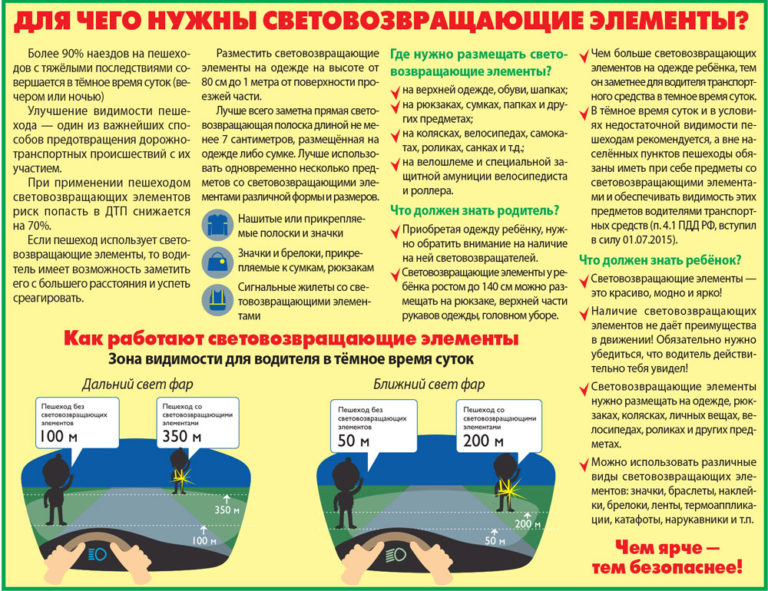 ДЛЯ ЧЕГО НУЖНЫ СВЕТОВОЗВРАЩАЮЩИЕ ЭЛЕМЕНТЫ?
Более 90% наездов на пешехо-
дов с тяжёлыми последствиями со-
вершается в тёмное время суток (ве-
чером или ночью)
Улучшение видимости пеше-
хода — один из важнейших спо-
собов предотвращения дорожно-
транспортных происшествий с их
участием.
При применении пешеходом
световозвращающих элементов
риск попасть в ДТП снижается
на 70%.
Если пешеход использует свето-
возвращающие элементы, то води-
тель имеет возможность заметить
его с большего расстояния и успеть
среагировать.
Разместить световозвращающие
элементы на одежде на высоте от
80 см до 1 метра от поверхности про-
езжей части.
Лучше всего заметна прямая свето-
возвращающая полоска длиной не ме-
нее 7 сантиметров, размещённая на
одежде либо сумке. Лучше использо-
вать одновременно несколько пред-
метов со световозвращающими эле-
ментами различной формы и размеров.
Нашитые или прикрепляе-
мые полоски и значки
Значки и брелоки, прикре-
пляемые к сумкам, рюкзакам
Сигнальные жилеты со све-
товозвращающими элемен-
тами
Где нужно размещать свето-
возвращающие элементы?
на верхней одежде, обуви, шапках;
на рюкзаках, сумках, папках и дру-
гих предметах;
на колясках, велосипедах, самока-
тах, роликах, санках и т.д.;
на велошлеме и специальной за-
щитной амуниции велосипедиста
и роллера.
Что должен знать родитель?
Приобретая одежду ребёнку, нуж-
но обратить внимание на наличие
на ней световозвращателей.
Световозвращающие элементы у ре-
бёнка ростом до 140 см можно раз-
мещать на рюкзаке, верхней части
рукавов одежды, головном уборе.
Чем больше световозвращающих
элементов на одежде ребёнка, тем
он заметнее для водителя транспорт-
ного средства в темное время суток.
В тёмное время суток и в услови-
ях недостаточной видимости пе-
шеходам рекомендуется, а вне на-
селённых пунктов пешеходы обя-
заны иметь при себе предметы со
световозвращающими элемента-
ми и обеспечивать видимость этих
предметов водителями транспорт-
ных средств (п. 4.1 ПДД РФ, вступил
в силу 01.07.2015).
Что должен знать ребёнок?
Световозвращающие элементы —
это красиво, модно и ярко!
Наличие световозвращающих
элементов не даёт преимущества
в движении! Обязательно нужно
убедиться, что водитель действи-
тельно тебя увидел!
Световозвращающие элементы
нужно размещать на одежде, рюк-
заках, колясках, личных вещах, ве-
лосипедах, роликах и других пред-
метах.
Можно использовать различные
виды световозвращающих эле-
ментов: значки, браслеты, наклей-
ки, брелоки, ленты, термоаппли-
кации, катафоты, нарукавники и т.п.
Чем ярче —
тем безопаснее!
Как работают световозвращающие элементы
Зона видимости для водителя в тёмное время суток
Дальний свет фар
Пешеход без
световозвращающих
элементов
100 м
Пешеход со
световозвращающими
элементами
350 м
350 м
100 м
Ближний свет фар
Пешеход без
световозвращающих
элементов
50 м
Пешеход со
световозвращающими
элементами
200 м
200 м
50 м